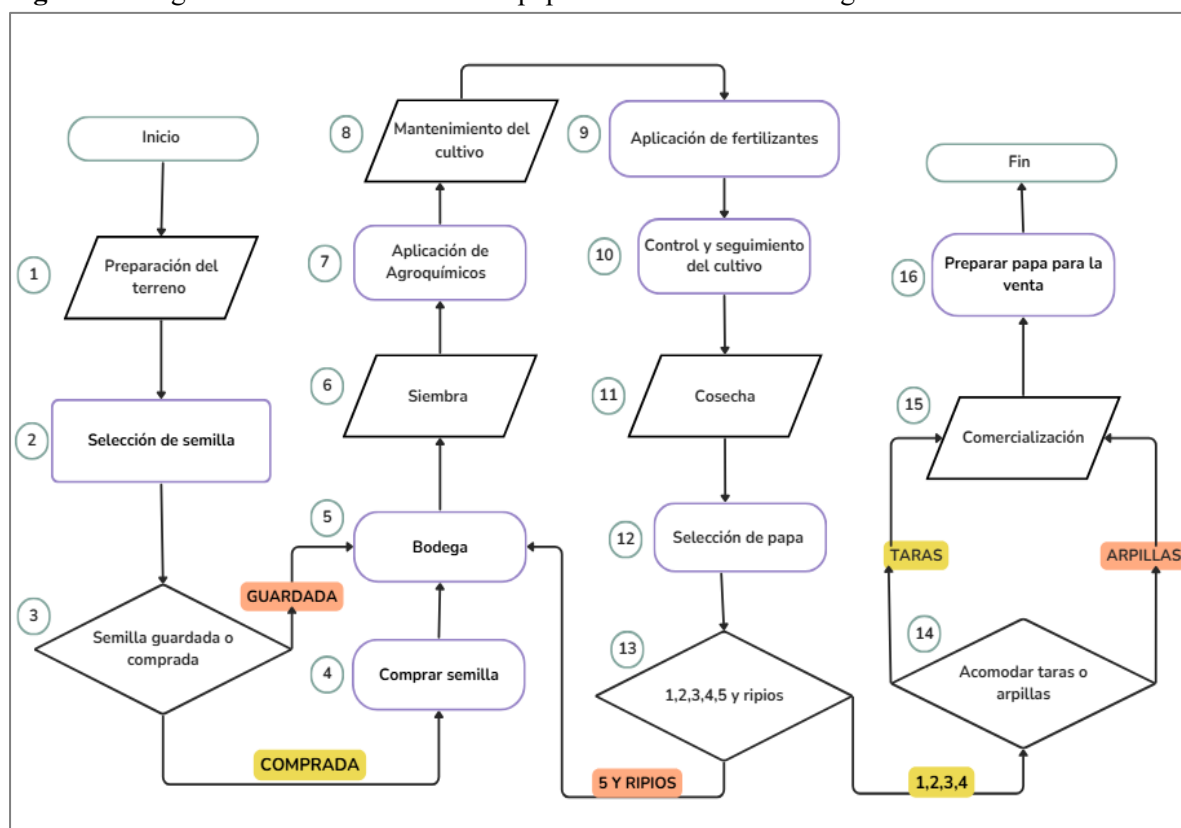 Inicio
1
Preparación del
terreno
2
Selección de semilla
3
Semilla guardada o
comprada
GUARDADA
COMPRADA
4
Comprar semilla
5
Bodega
6
Siembra
7
Aplicación de
Agroquímicos
8
Mantenimiento del
cultivo
9
Aplicación de fertilizantes
10
Control y seguimiento
del cultivo
11
Cosecha
12
Selección de papa
13
1,2,3,4,5 y ripios
5 Y RIPIOS
1,2,3,4
14
Acomodar taras o
arpillas
TARAS
ARPILLAS
15
Comercialización
16
Preparar papa para la
venta
Fin